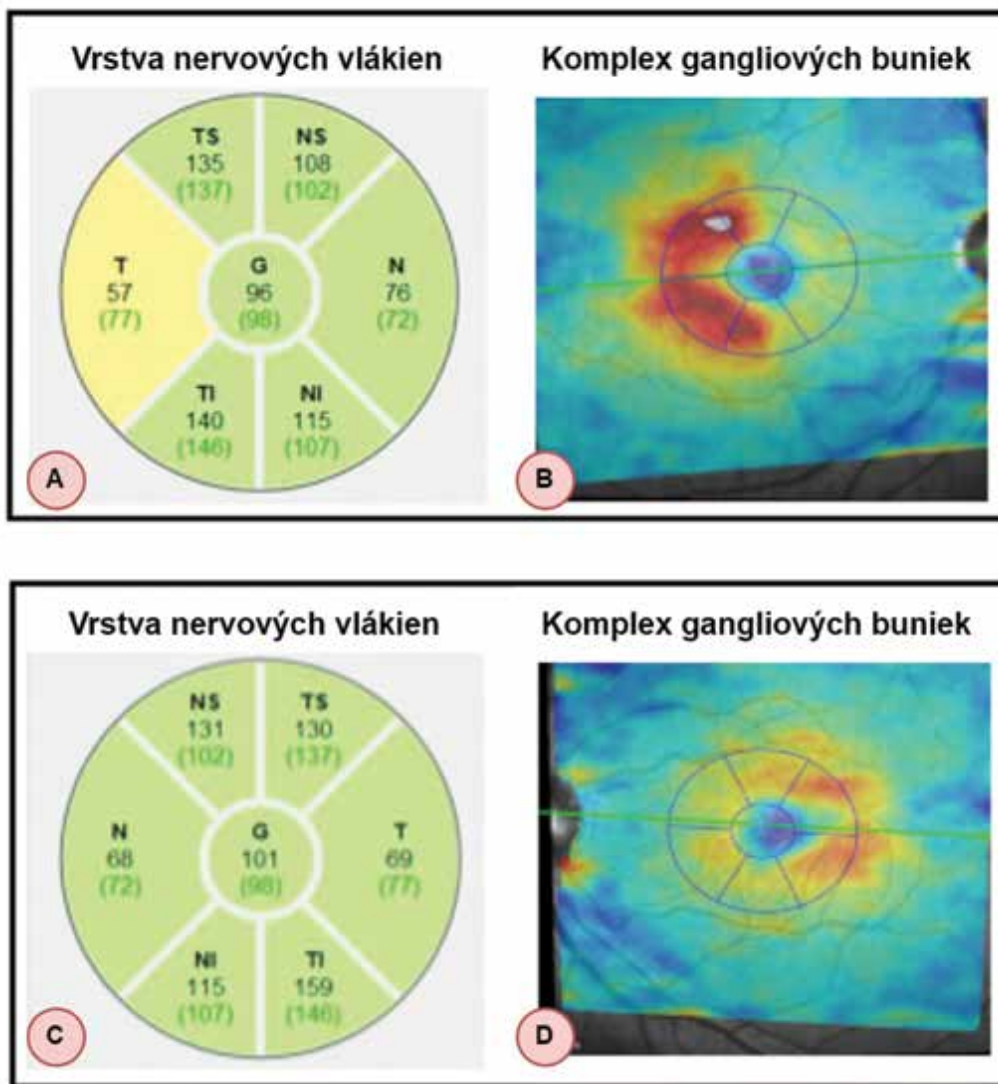 Vrstva nervových vlákien
Komplex gangliových buniek
TS
135
(137)
NS
108
(102)
T
57
(77)
G
96
(98)
N
76
(72)
TI
140
(146)
NI
115
(107)
A
B
Vrstva nervových vlákien
Komplex gangliových buniek
NS
131
(102)
TS
130
(137)
N
68
(72)
G
101
(98)
T
69
(77)
NI
115
(107)
TI
159
(146)
C
D